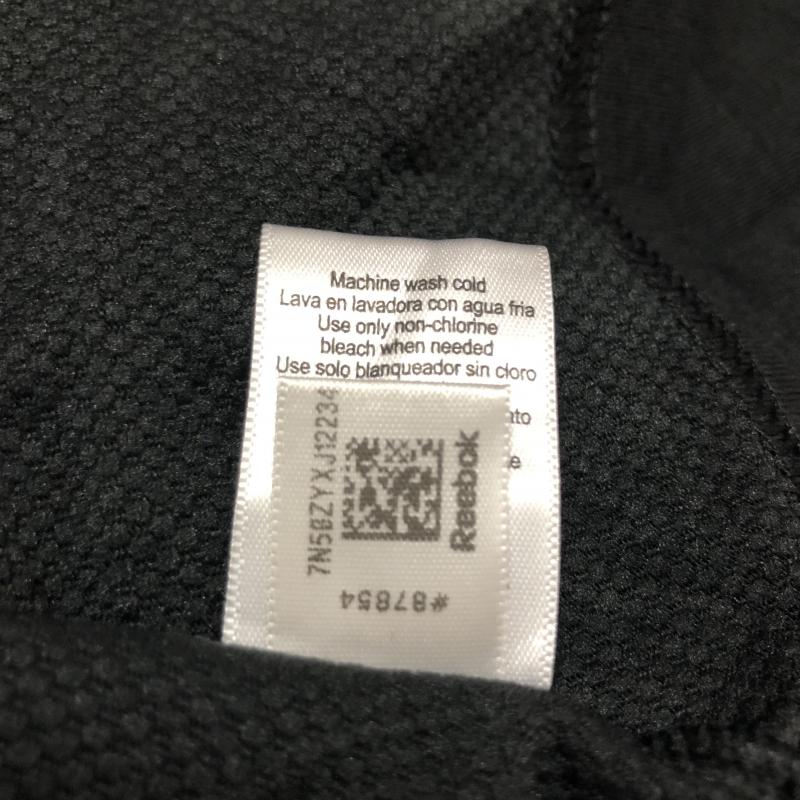 Machine wash cold
Lava en lavadora con agua fria
Use only non-chlorine
bleach when needed
Use solo blanqueador sin cloro
7N50ZYXJ12234
Reebok
*87854